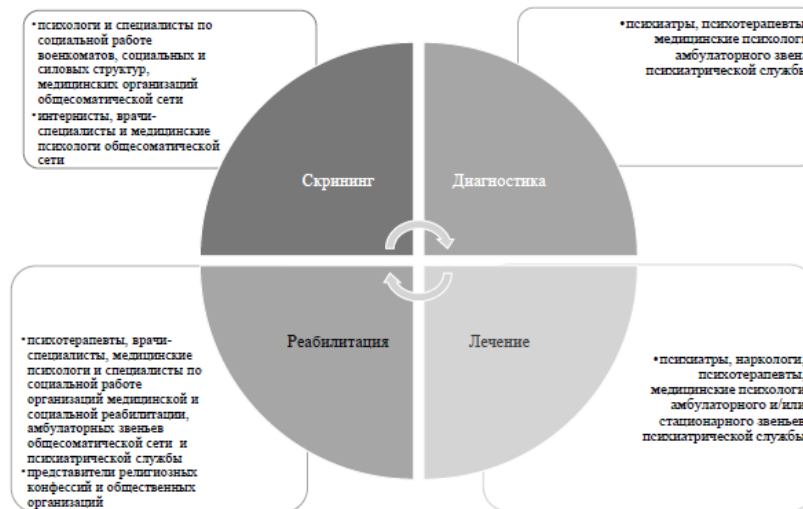 •психологи и специалисты по
социальной работе
военкоматов, социальных и
силовых структур,
медицинских организаций
общесоматической сети
•интернисты, врачи-
специалисты и медицинские
психологи общесоматической
сети
•психиатры, психотерапевты,
медицинские психологи
амбулаторного звена
психиатрической службы
Скрининг
Диагностика
Реабилитация
Лечение
•психотерапевты, врачи-
специалисты, медицинские
психологи и специалисты по
социальной работе
организаций медицинской и
социальной реабилитации,
амбулаторных звеньев
общесоматической сети и
психиатрической службы
•представители религиозных
конфессий и общественных
организаций
•психиатры, наркологи,
психотерапевты,
медицинские психологи
амбулаторного и/или
стационарного звеньев
психиатрической службы